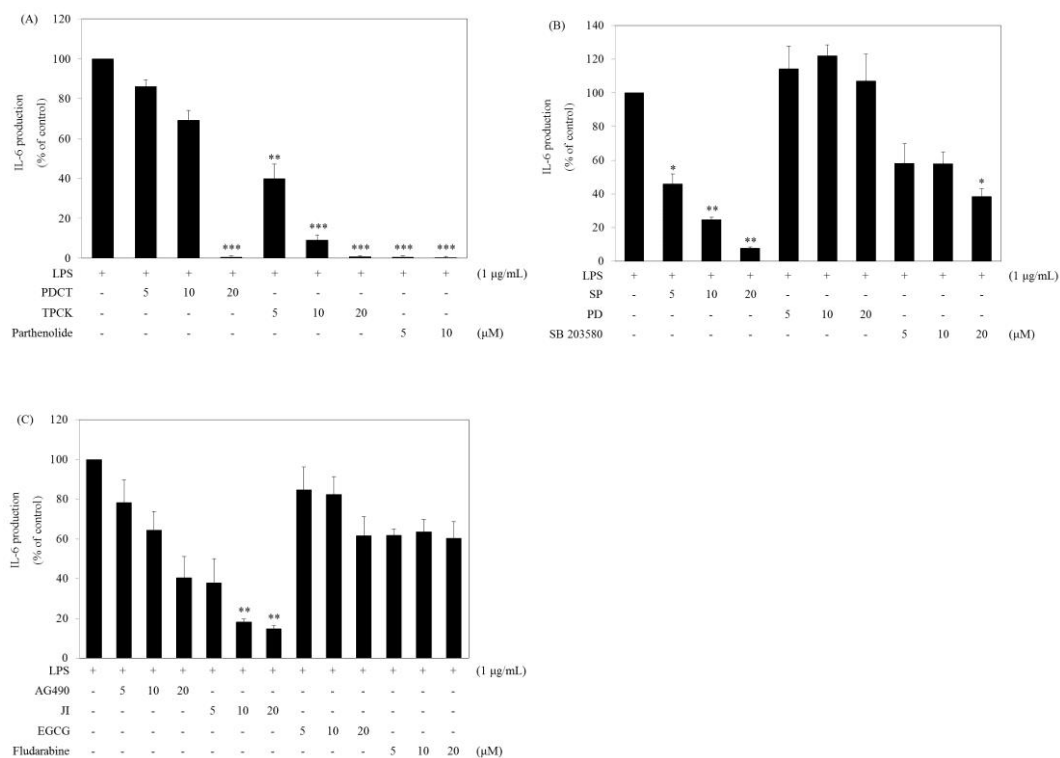 (A)
120
100
80
60
40
20
0
IL-6 production
(% of control)
** *** *** *** *** ***
LPS + + + + + + + + + (1 μg/mL)
PDCT - 5 10 20 - - - - -
TPCK - - - - 5 10 20 - -
Parthenolide - - - - - - - 5 10 (μM)
(B)
140
120
100
80
60
40
20
0
IL-6 production
(% of control)
* ** ** *
LPS + + + + + + + + + + (1 μg/mL)
SP - 5 10 20 - - - - - -
PD - - - - 5 10 20 - - -
SB 203580 - - - - - - - 5 10 20 (μM)
(C)
120
100
80
60
40
20
0
IL-6 production
(% of control)
** **
LPS + + + + + + + + + + + + + (1 μg/mL)
AG490 - 5 10 20 - - - - - - - - -
JI - - - - 5 10 20 - - - - - -
EGCG - - - - - - - 5 10 20 - - -
Fludarabine - - - - - - - - - - 5 10 20 (μM)